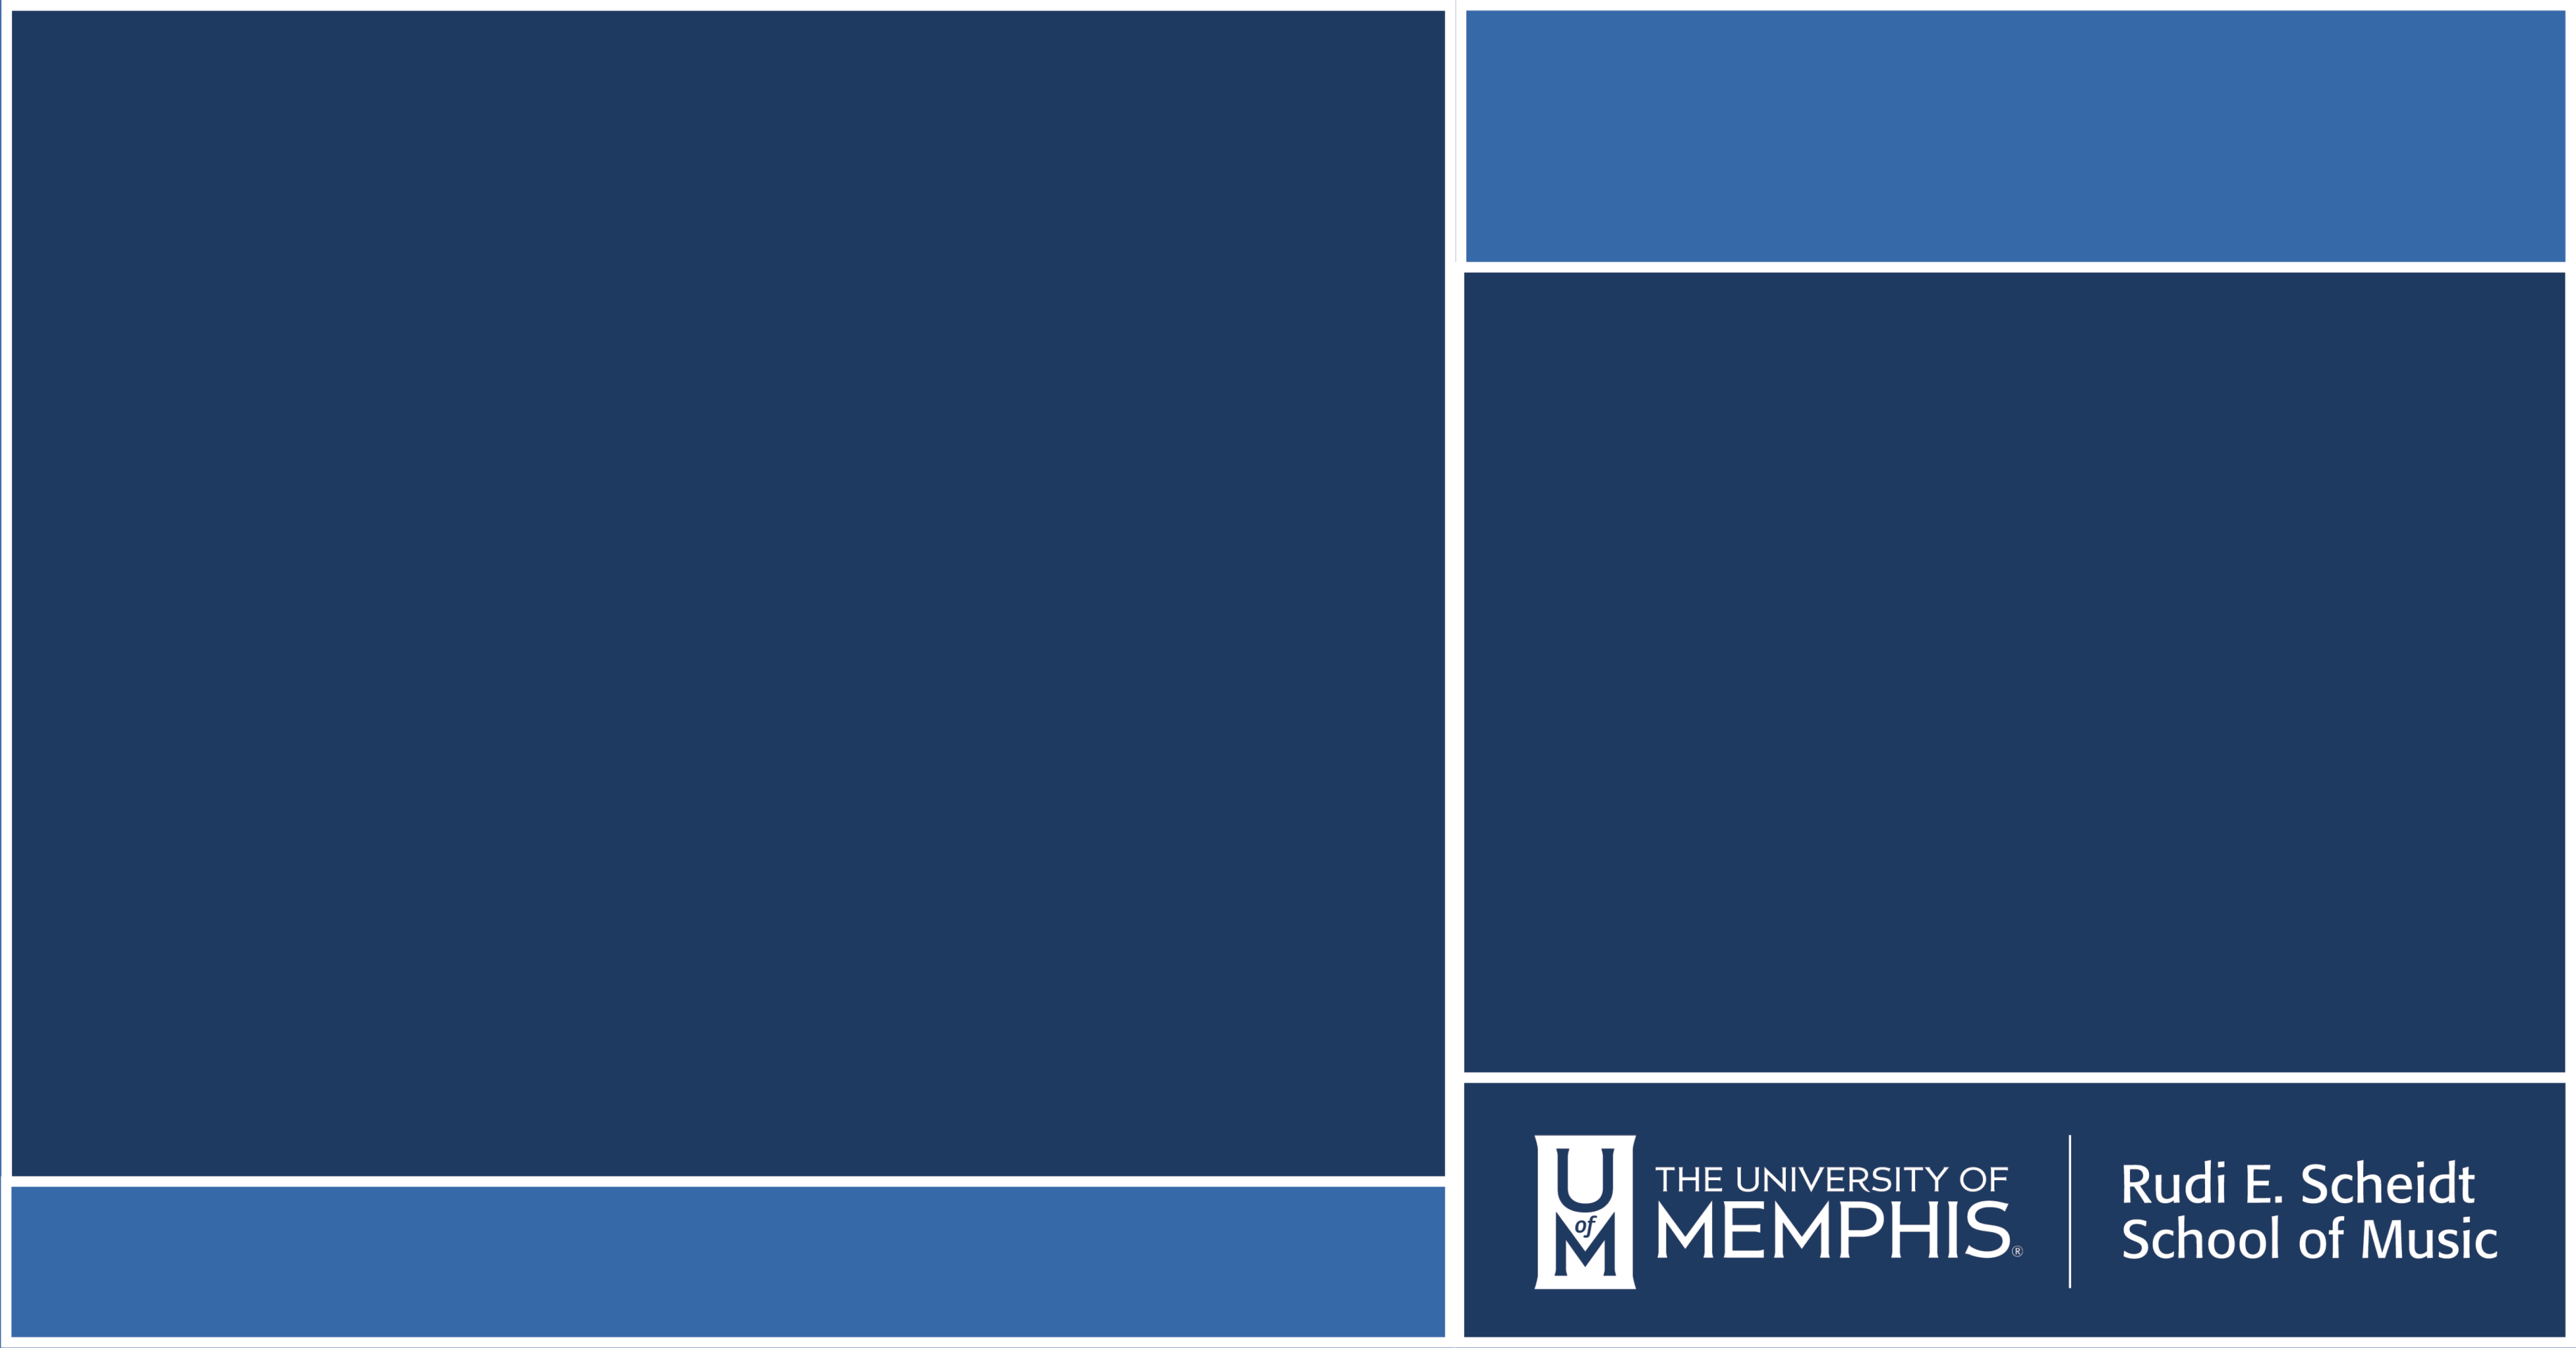 U
of
M
THE UNIVERSITY OF
MEMPHIS®
Rudi E. Scheidt
School of Music